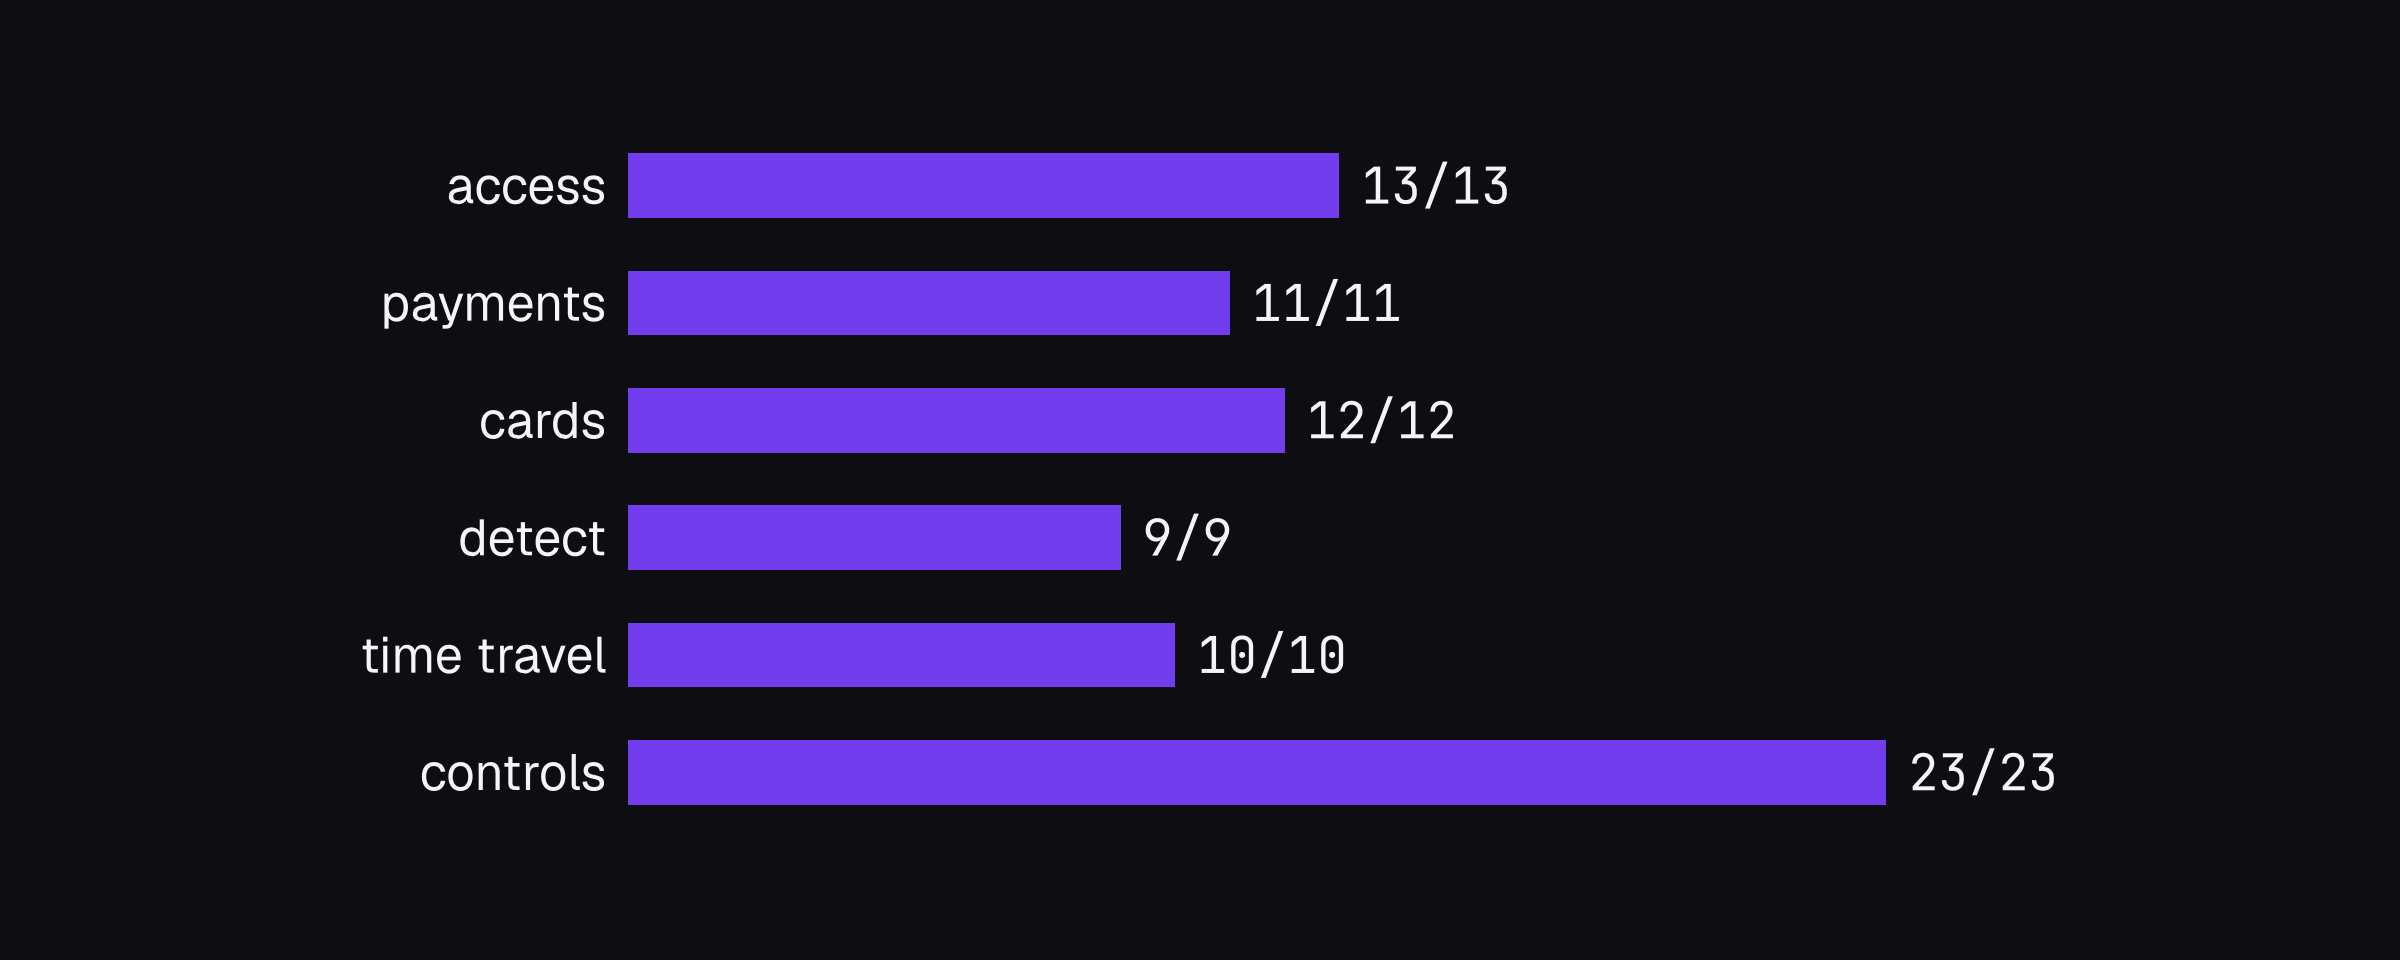 access 13/13
payments 11/11
cards 12/12
detect 9/9
time travel 10/10
controls 23/23